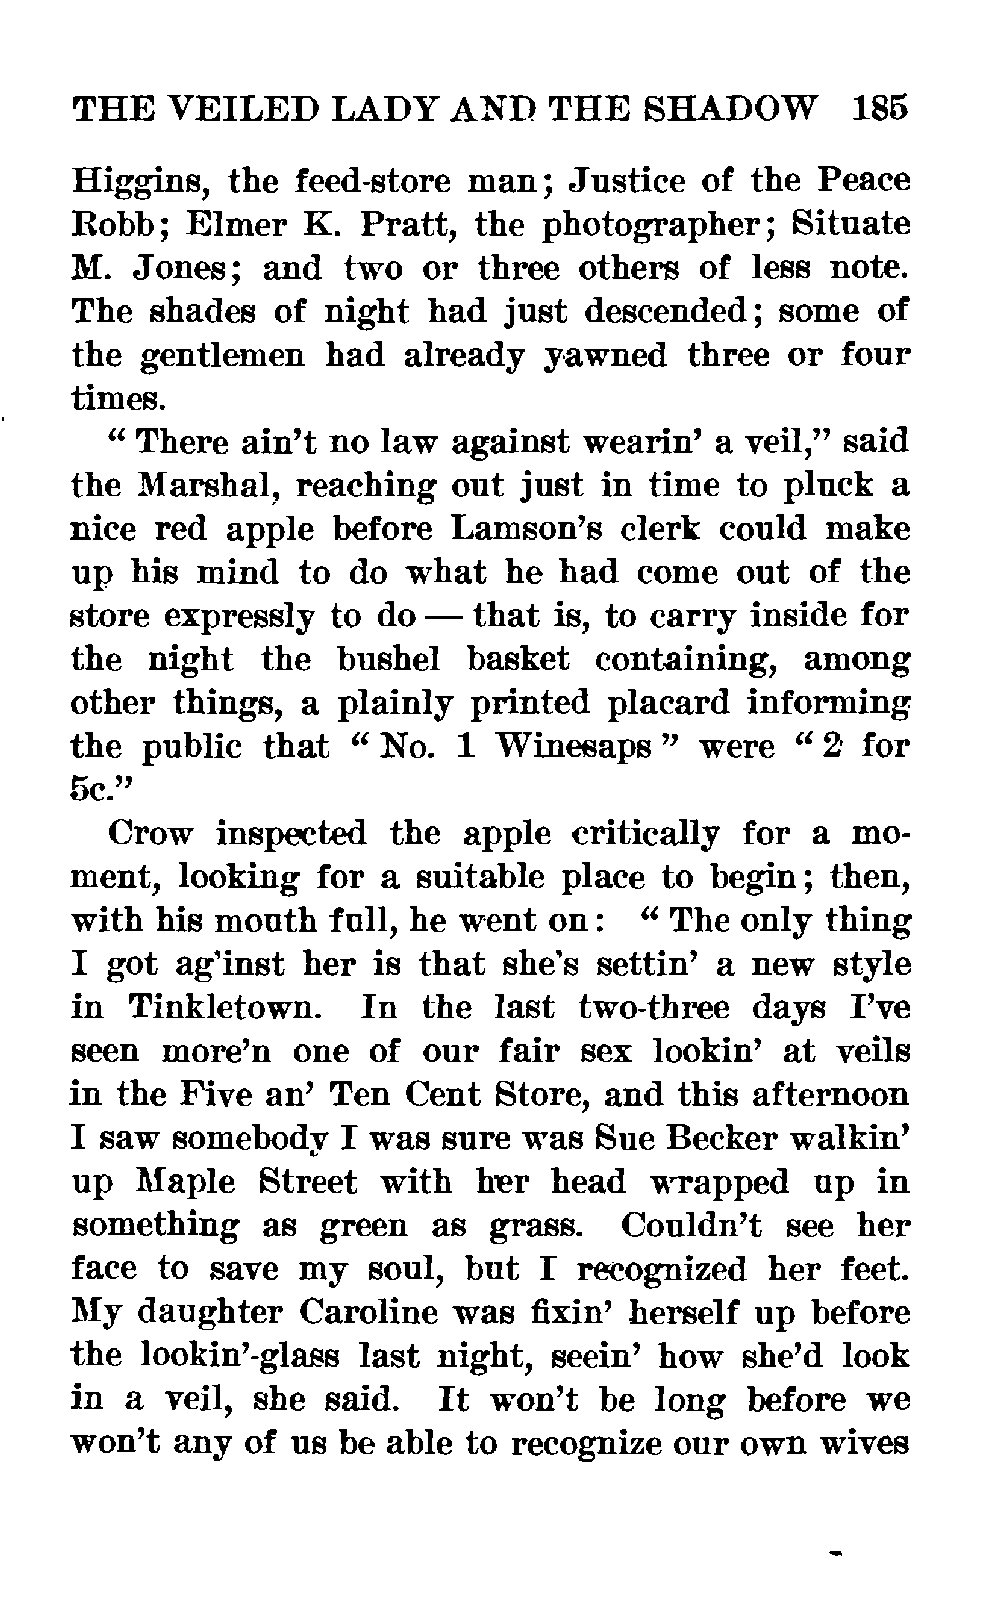 THE VEILED LADY AND THE SHADOW 185
Higgins, the feed-store man; Justice of the Peace
Robb; Elmer K. Pratt, the photographer; Situate
M. Jones; and two or three others of less note.
The shades of night had just descended; some of
the gentlemen had already yawned three or four
times.
“There ain’t no law against wearin’ a veil,” said
the Marshal, reaching out just in time to pluck a
nice red apple before Lamson’s clerk could make
up his mind to do what he had come out of the
store expressly to do — that is, to carry inside for
the night the bushel basket containing, among
other things, a plainly printed placard informing
the public that “No. 1 Winesaps” were “2 for
5c.”
Crow inspected the apple critically for a mo-
ment, looking for a suitable place to begin; then,
with his mouth full, he went on: “The only thing
I got ag’inst her is that she’s settin’ a new style
in Tinkletown. In the last two-three days I’ve
seen more’n one of our fair sex lookin’ at veils
in the Five an’ Ten Cent Store, and this afternoon
I saw somebody I was sure was Sue Becker walkin’
up Maple Street with her head wrapped up in
something as green as grass. Couldn’t see her
face to save my soul, but I recognized her feet.
My daughter Caroline was fixin’ herself up before
the lookin’-glass last night, seein’ how she’d look
in a veil, she said. It won’t be long before we
won’t any of us be able to recognize our own wives